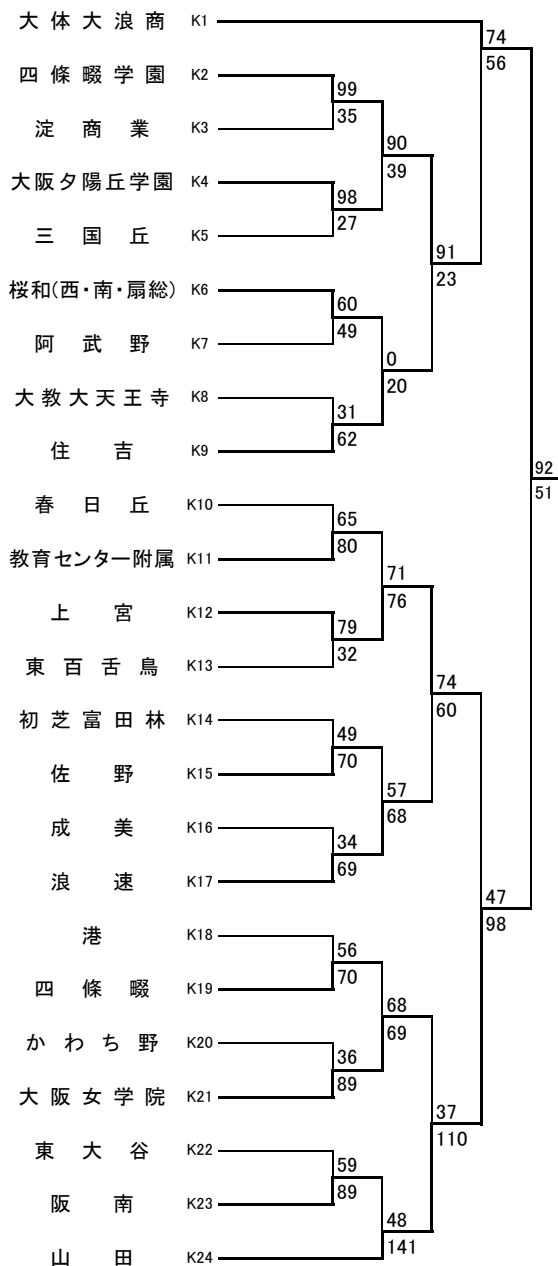 大体大浪商 K1
74
56
四條畷学園 K2
99
35
淀商業 K3
90
39
大阪夕陽丘学園 K4
98
27
三国丘 K5
91
23
桜和(西・南・扇総) K6
60
49
阿武野 K7
0
20
大教大天王寺 K8
31
62
住吉 K9
92
51
春日丘 K10
65
80
教育センター附属 K11
71
76
上宮 K12
79
32
東百舌鳥 K13
74
60
初芝富田林 K14
49
70
佐野 K15
57
68
成美 K16
34
69
浪速 K17
47
98
港 K18
56
70
四條畷 K19
68
69
かわち野 K20
36
89
大阪女学院 K21
37
110
東大谷 K22
59
89
阪南 K23
48
141
山田 K24